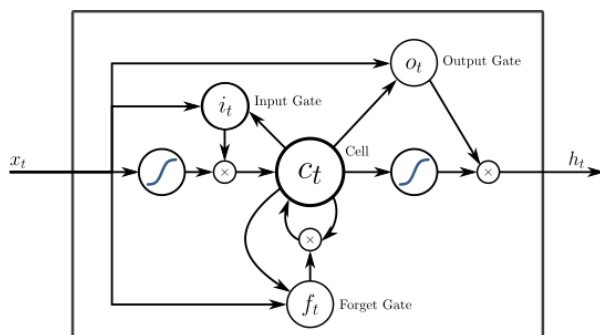 o_t Output Gate
i_t Input Gate
x_t
×
c_t Cell
×
h_t
×
f_t Forget Gate